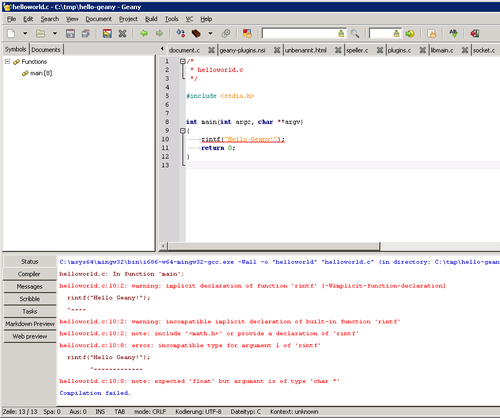 helloworld.c - C:\tmp\hello-geany - Geany
File Edit Search View Document Project Build Tools VC Help
Symbols Documents
document.c geany-plugins.nsi unbenannt.html speller.c plugins.c libmain.c socket.c
Functions
main [8]
1 /*
2 * helloworld.c
3 */
4
5 #include <stdio.h>
6
7
8 int main(int argc, char **argv)
9 {
10 rintf("Hello Geany!");
11 return 0;
12 }
13
Status
Compiler
Messages
Scribble
Tasks
Markdown Preview
Web preview
C:\msys64\mingw32\bin\i686-w64-mingw32-gcc.exe -Wall -o "helloworld" "helloworld.c" (in directory: C:\tmp\hello-geany
helloworld.c: In function 'main':
helloworld.c:10:2: warning: implicit declaration of function 'rintf' [-Wimplicit-function-declaration]
rintf("Hello Geany!");
^~~~~
helloworld.c:10:2: warning: incompatible implicit declaration of built-in function 'rintf'
helloworld.c:10:2: note: include '<math.h>' or provide a declaration of 'rintf'
helloworld.c:10:8: error: incompatible type for argument 1 of 'rintf'
rintf("Hello Geany!");
^~~~~~~~~~~~~~
helloworld.c:10:8: note: expected 'float' but argument is of type 'char *'
Compilation failed.
Zeile: 13 / 13 Spa: 0 Aus: 0 INS TAB mode: CRLF Kodierung: UTF-8 Dateityp: C Kontext: unknown